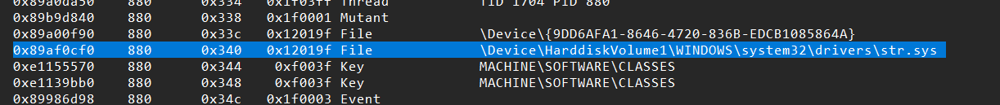 0x89a0da50 880 0x334 0x1f03ff Thread TID 1704 PID 880
0x89b9d840 880 0x338 0x1f0001 Mutant
0x89a00f90 880 0x33c 0x12019f File \Device\{9DD6AFA1-8646-4720-836B-EDCB1085864A}
0x89af0cf0 880 0x340 0x12019f File \Device\HarddiskVolume1\WINDOWS\system32\drivers\str.sys
0xe1155570 880 0x344 0xf003f Key MACHINE\SOFTWARE\CLASSES
0xe1139bb0 880 0x348 0xf003f Key MACHINE\SOFTWARE\CLASSES
0x89986d98 880 0x34c 0x1f0003 Event